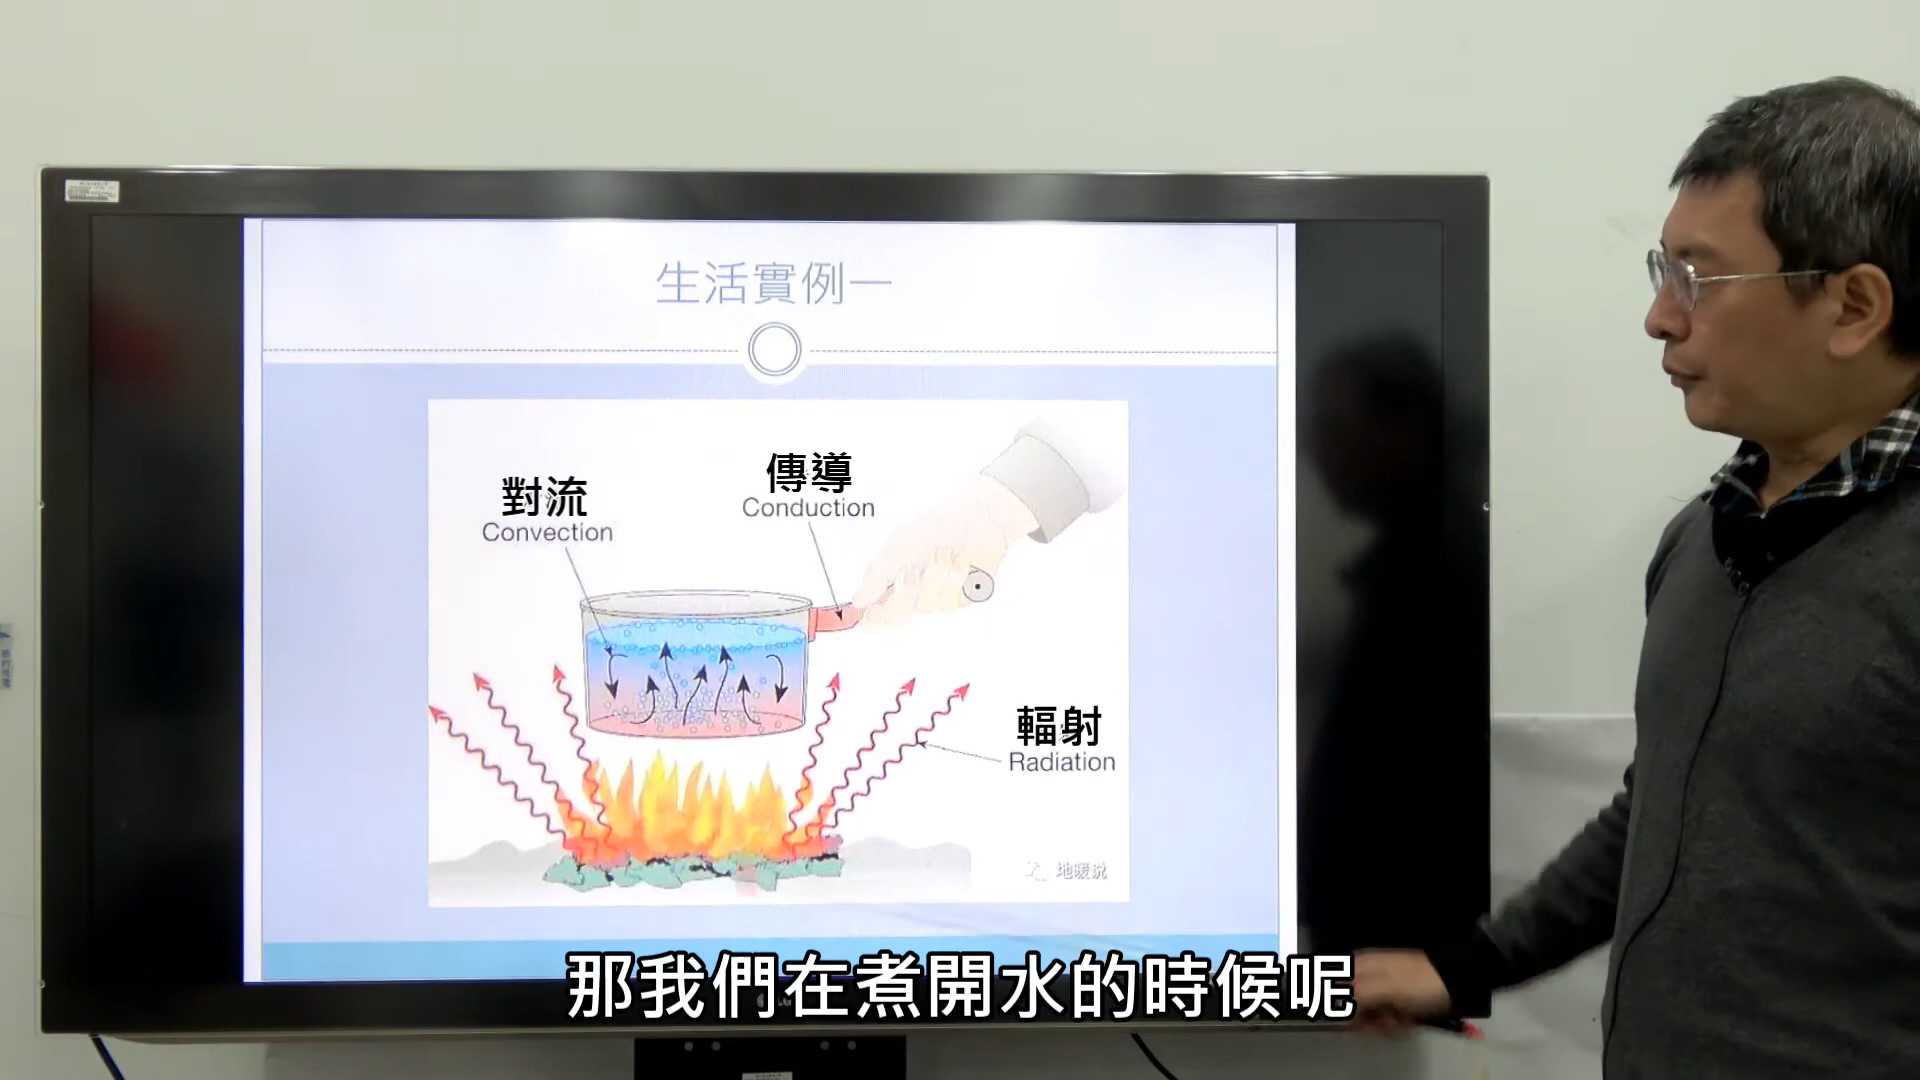 生活實例一
傳導
Conduction
對流
Convection
輻射
Radiation
地暖说
那我們在煮開水的時候呢